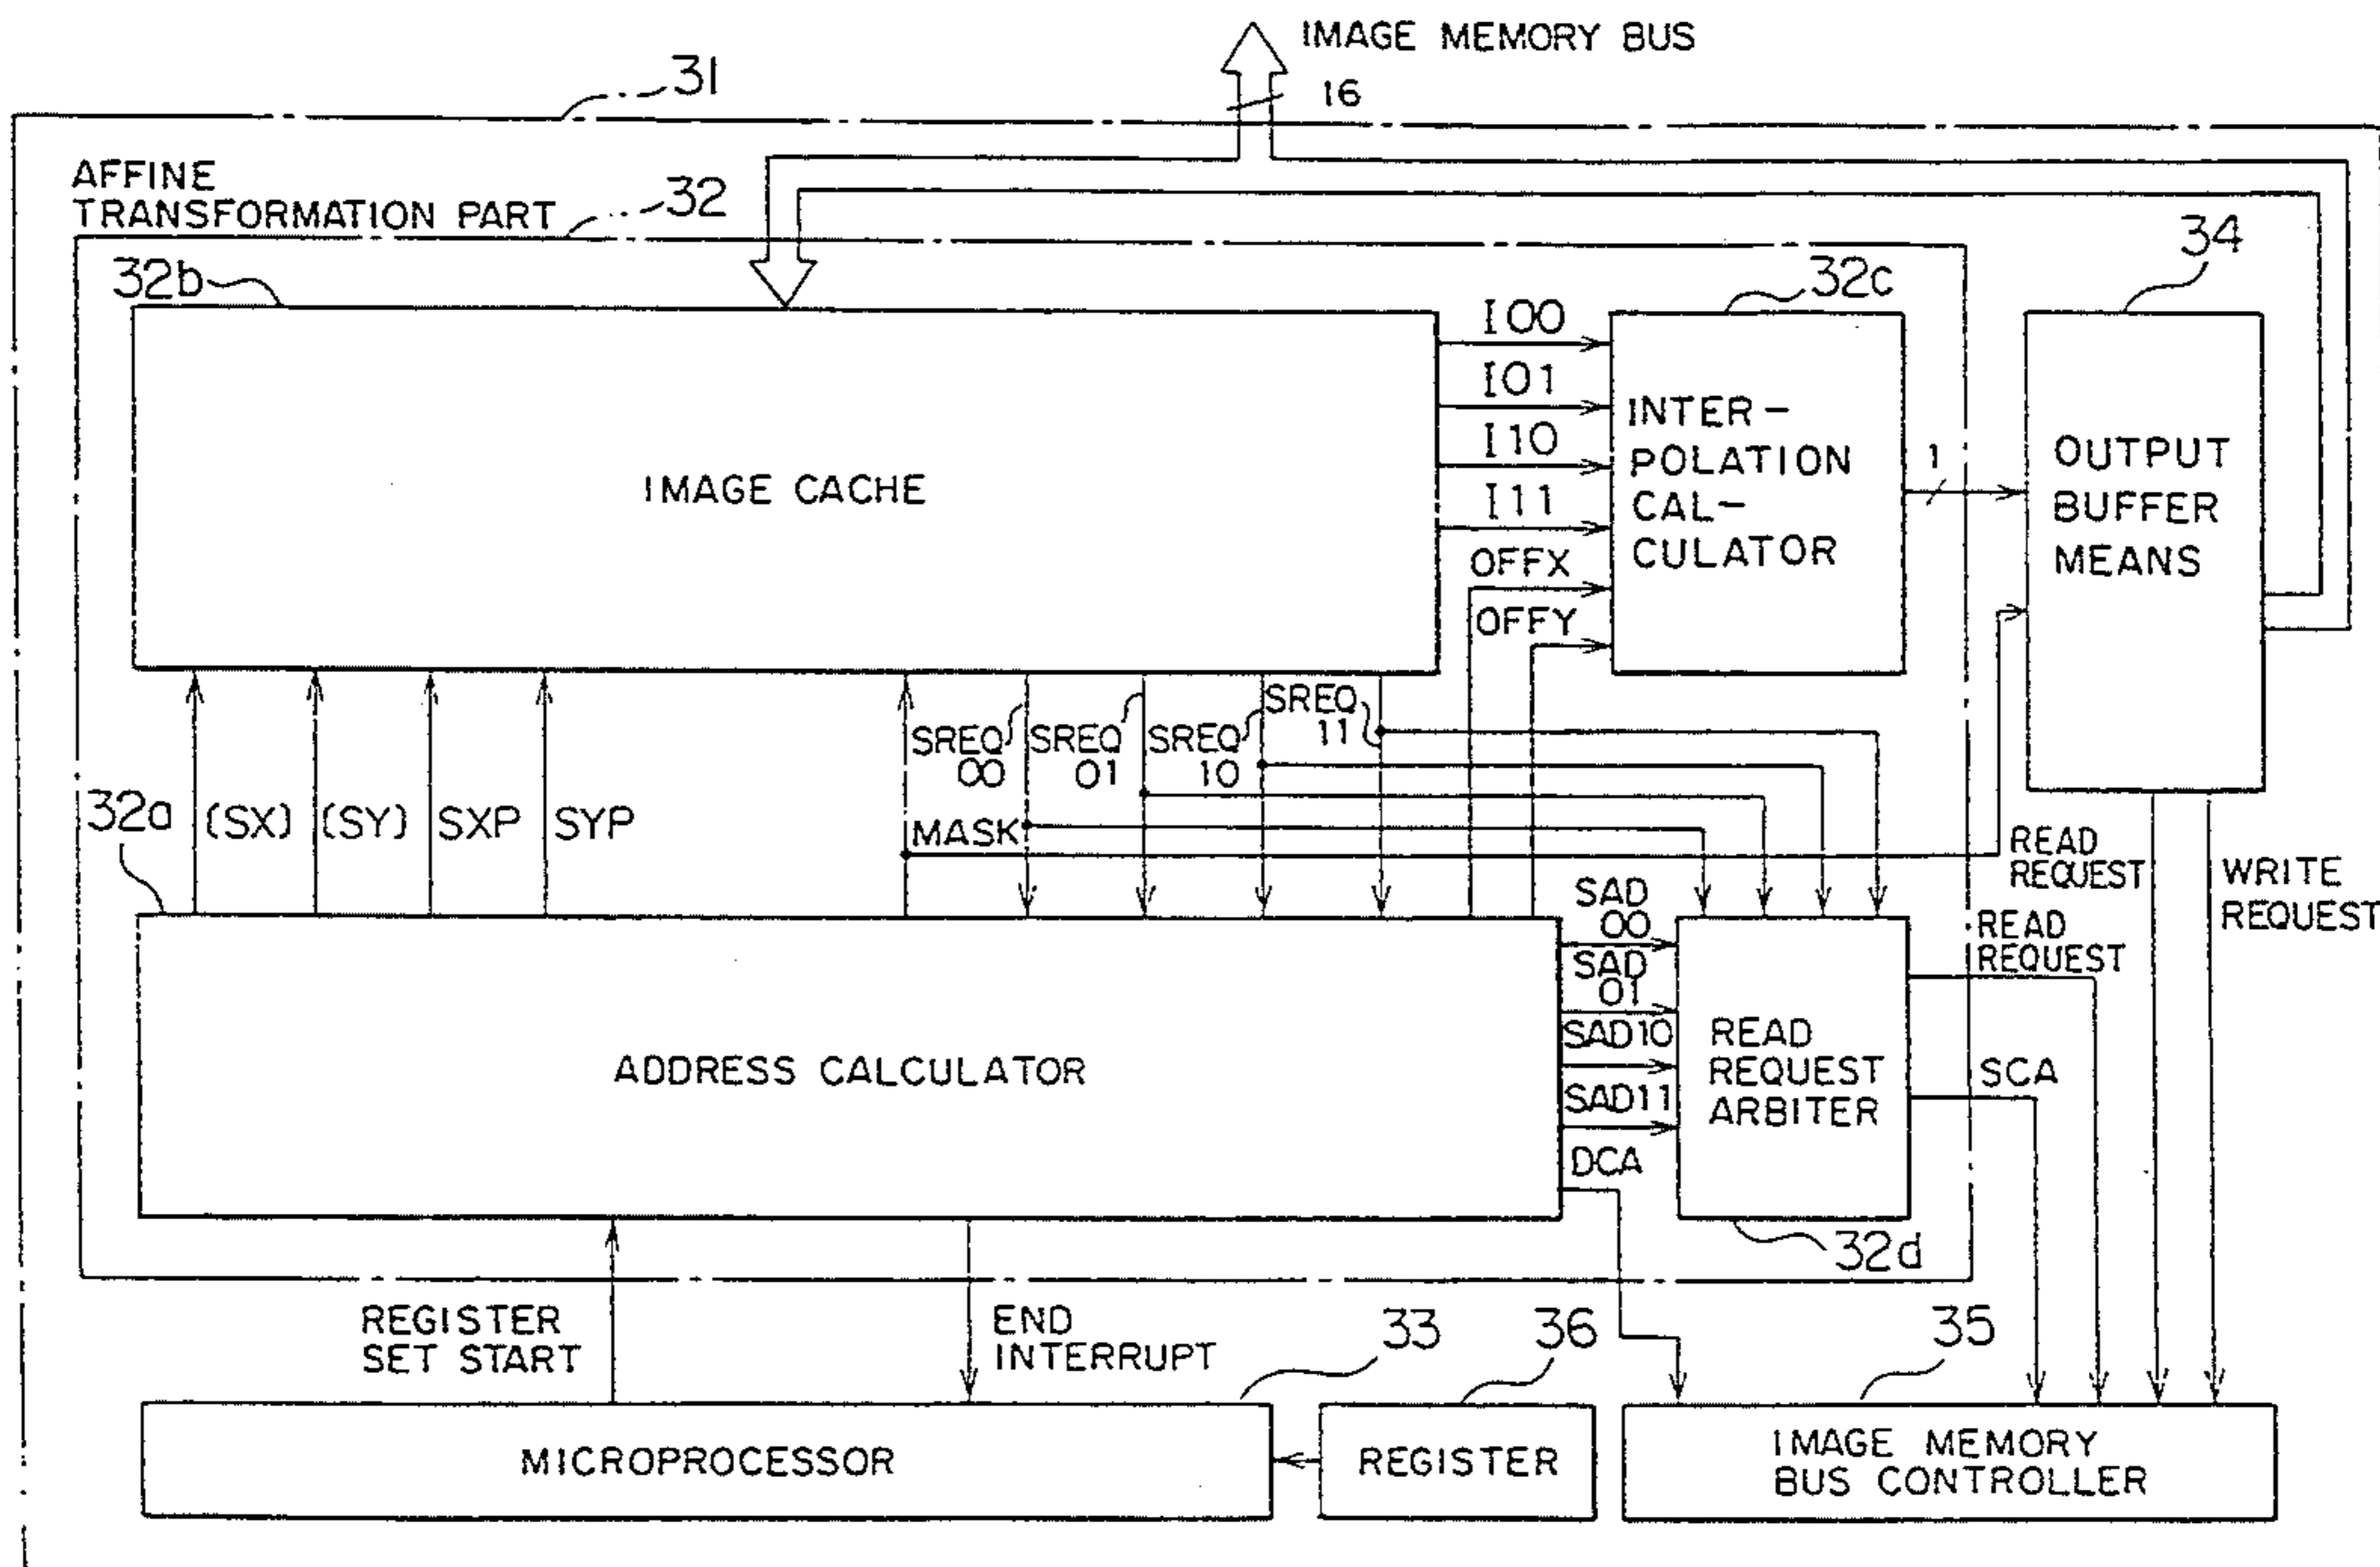 IMAGE MEMORY BUS
16
31
AFFINE
TRANSFORMATION PART
32
34
32b
32c
I00
I01
I10
I11
OFFX
OFFY
IMAGE CACHE
INTER-
POLATION
CAL-
CULATOR
1
OUTPUT
BUFFER
MEANS
SREQ
00
SREQ
01
SREQ
10
SREQ
11
32a
(SX)
(SY)
SXP
SYP
MASK
READ
REQUEST
WRITE
REQUEST
SAD
00
SAD
01
SAD10
SAD11
DCA
READ
REQUEST
ADDRESS CALCULATOR
READ
REQUEST
ARBITER
SCA
32d
REGISTER
SET START
END
INTERRUPT
33
36
35
MICROPROCESSOR
REGISTER
IMAGE MEMORY
BUS CONTROLLER